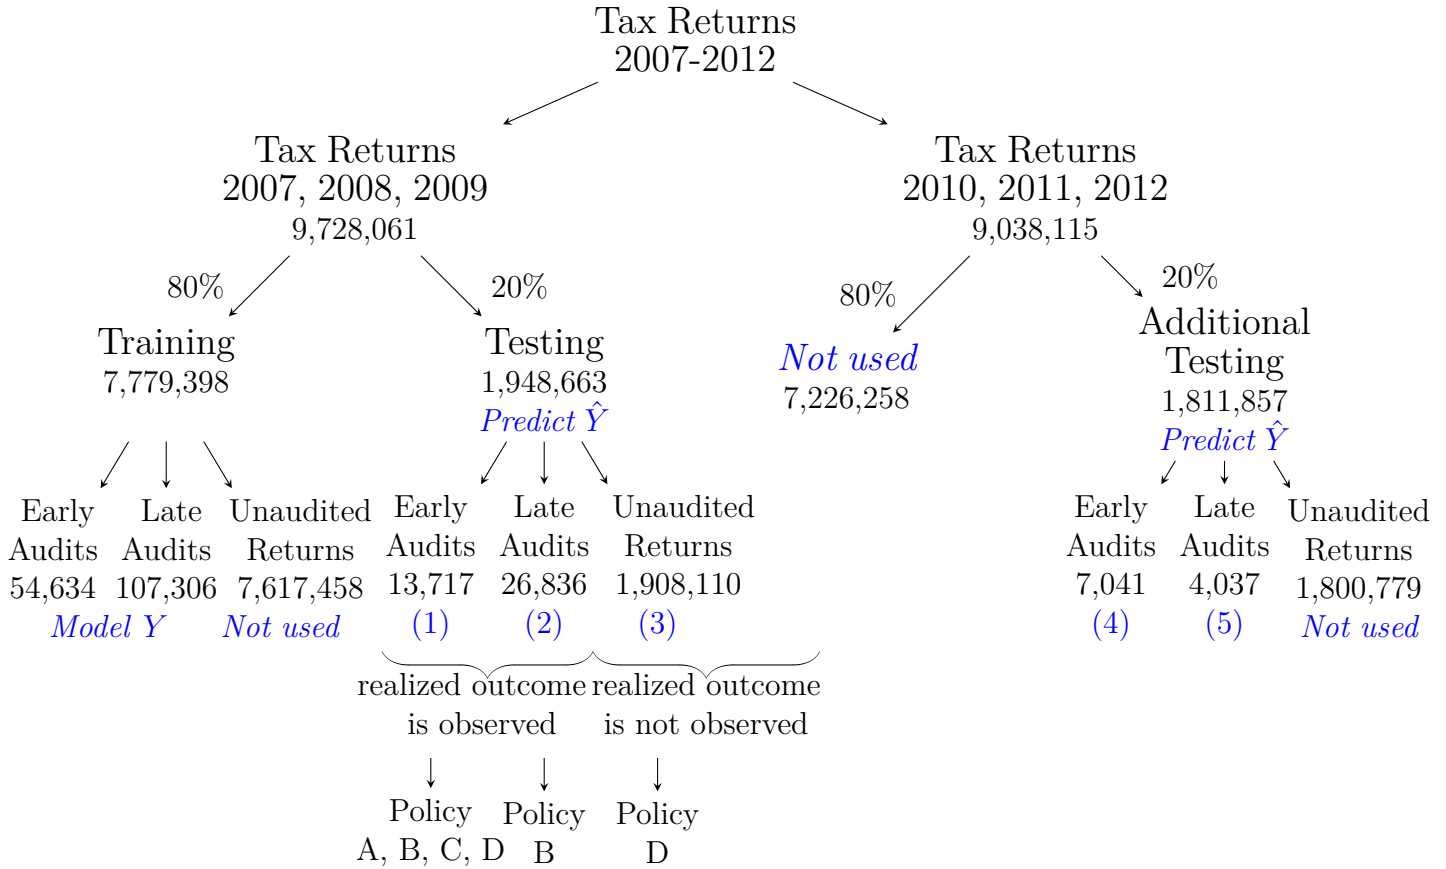 Tax Returns
2007-2012
Tax Returns
2007, 2008, 2009
9,728,061
Tax Returns
2010, 2011, 2012
9,038,115
80%
20%
80%
20%
Training
7,779,398
Testing
1,948,663
Predict Ŷ
Not used
7,226,258
Additional
Testing
1,811,857
Predict Ŷ
Early
Audits
54,634
Late
Audits
107,306
Model Y
Unaudited
Returns
7,617,458
Not used
Early
Audits
13,717
(1)
Late
Audits
26,836
(2)
Unaudited
Returns
1,908,110
(3)
Early
Audits
7,041
(4)
Late
Audits
4,037
(5)
Unaudited
Returns
1,800,779
Not used
realized outcome
is observed
realized outcome
is not observed
Policy
A, B, C, D
Policy
B
Policy
D